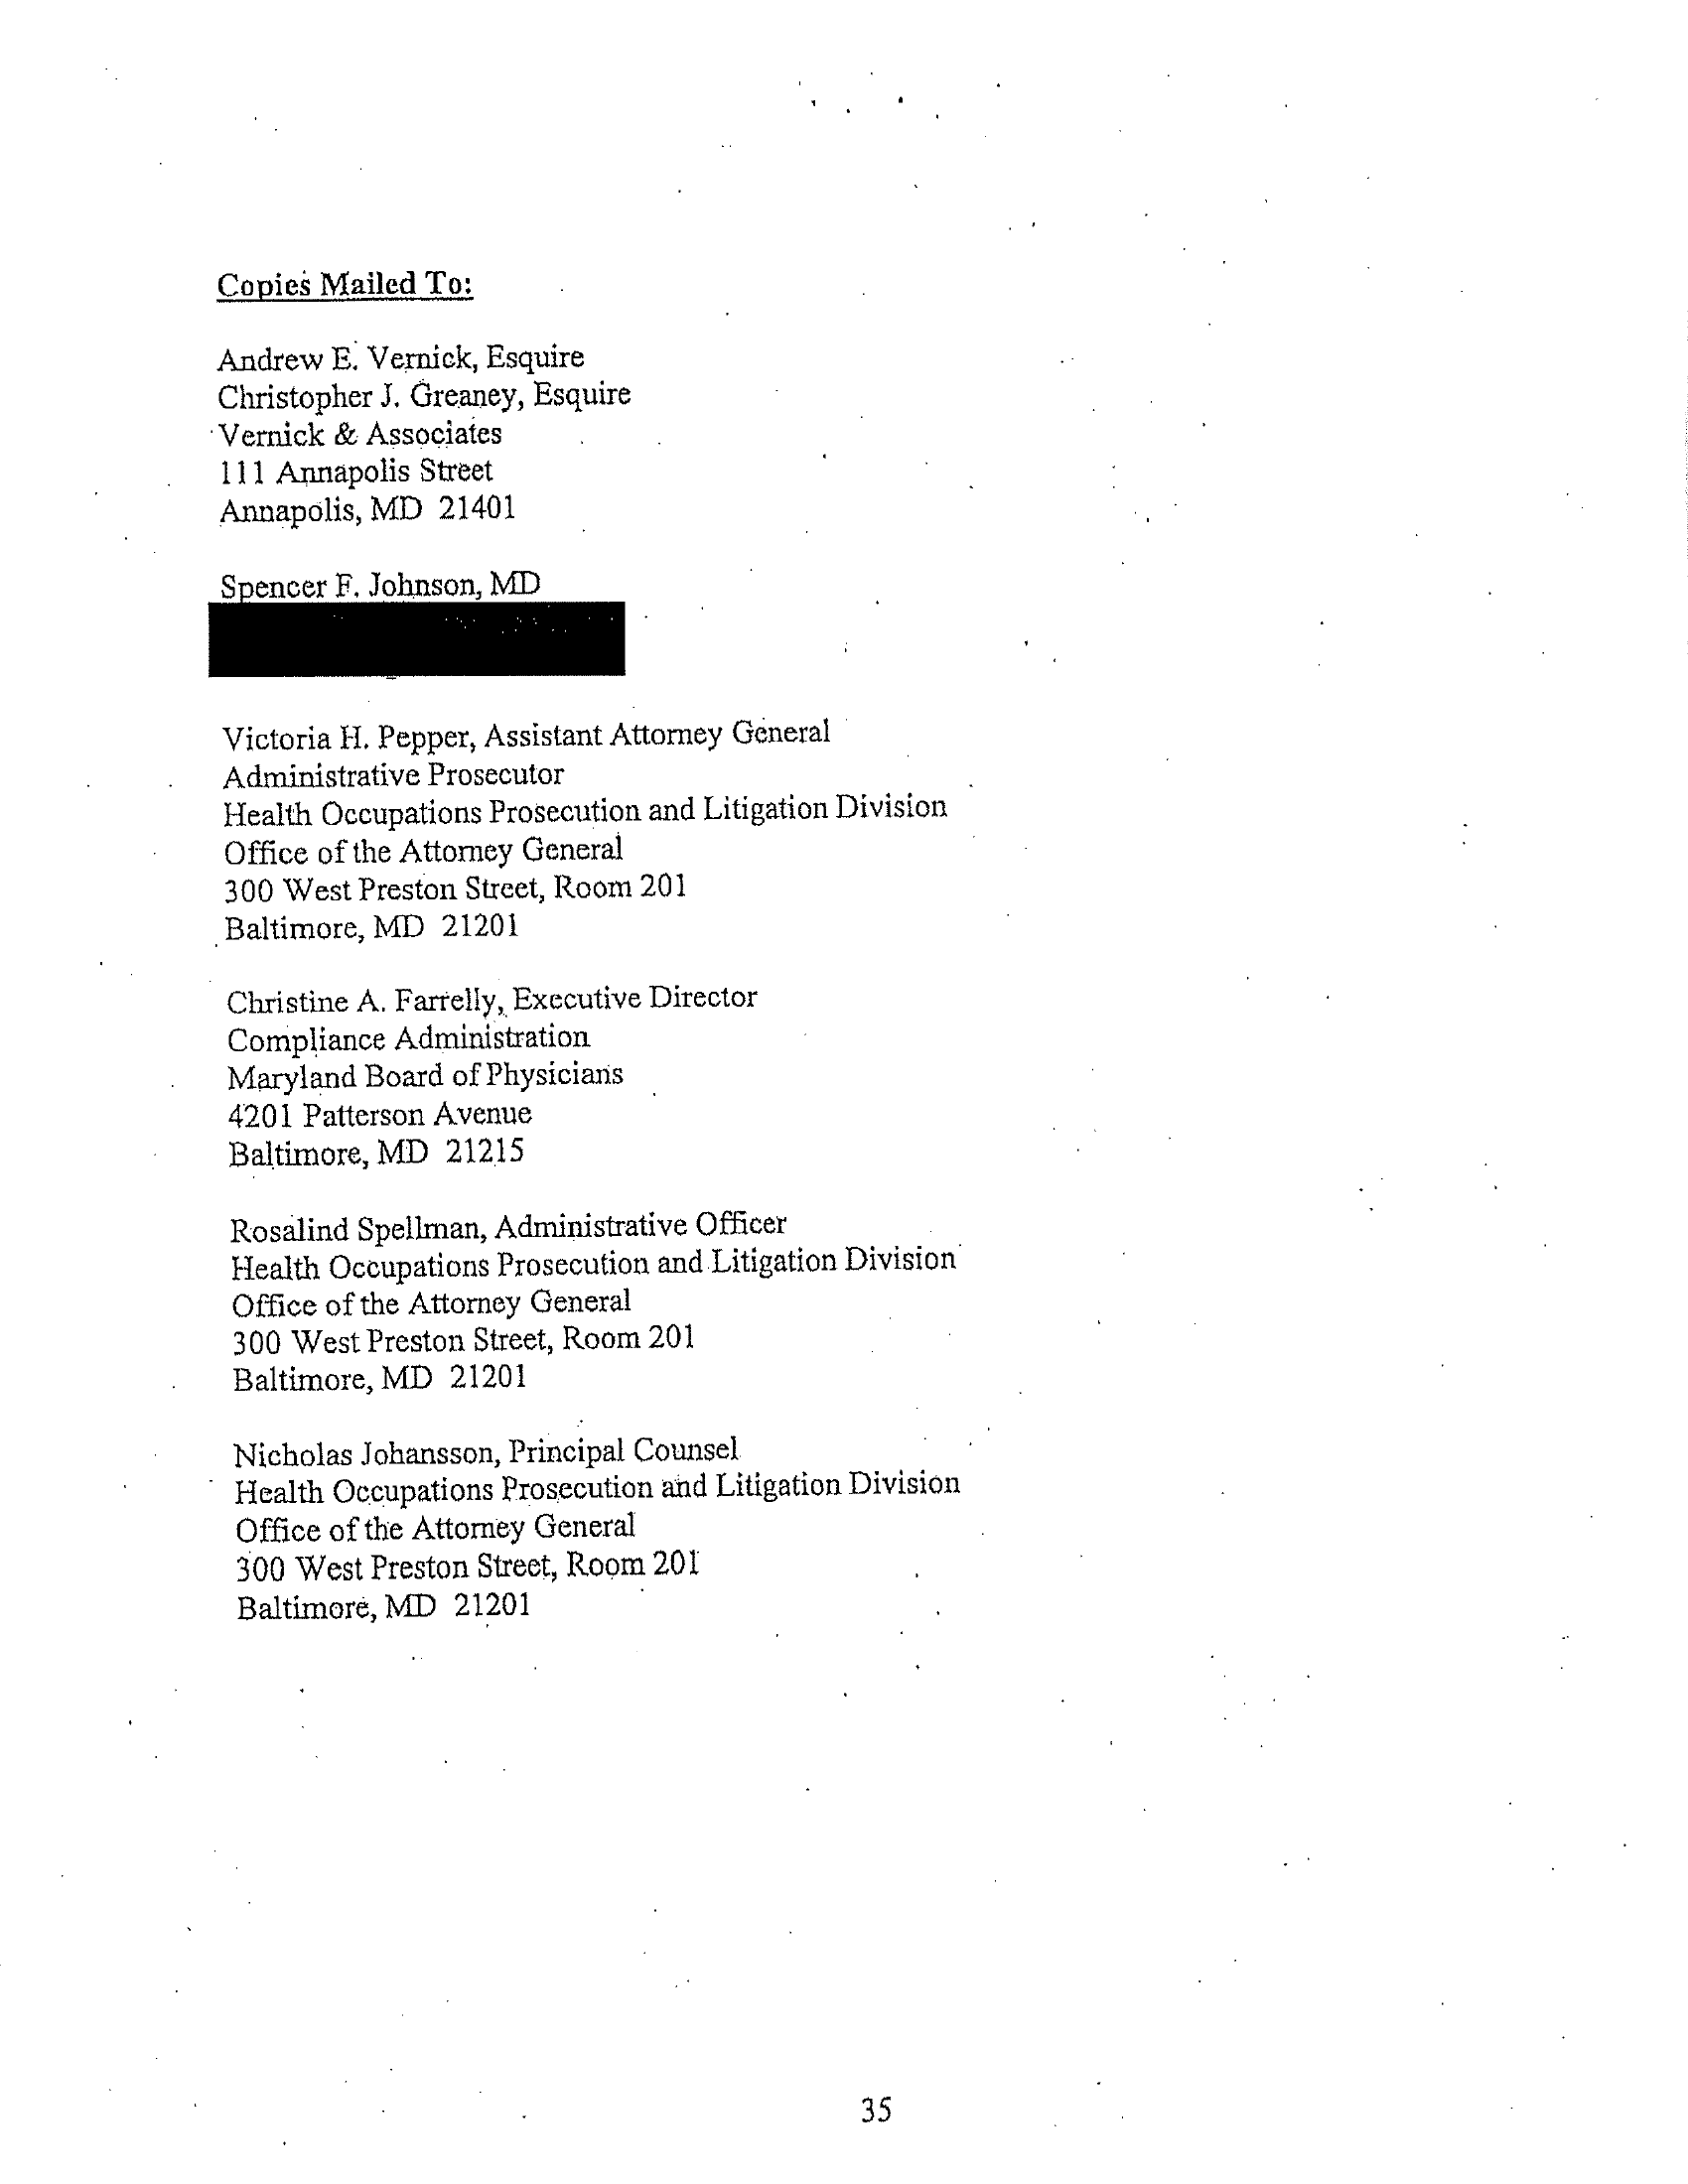 Copies Mailed To:
Andrew E. Vernick, Esquire
Christopher J. Greaney, Esquire
Vernick & Associates
111 Annapolis Street
Annapolis, MD 21401
Spencer F. Johnson, MD
Victoria H. Pepper, Assistant Attorney General
Administrative Prosecutor
Health Occupations Prosecution and Litigation Division
Office of the Attorney General
300 West Preston Street, Room 201
Baltimore, MD 21201
Christine A. Farrelly, Executive Director
Compliance Administration
Maryland Board of Physicians
4201 Patterson Avenue
Baltimore, MD 21215
Rosalind Spellman, Administrative Officer
Health Occupations Prosecution and Litigation Division
Office of the Attorney General
300 West Preston Street, Room 201
Baltimore, MD 21201
Nicholas Johansson, Principal Counsel
Health Occupations Prosecution and Litigation Division
Office of the Attorney General
300 West Preston Street, Room 201
Baltimore, MD 21201
35